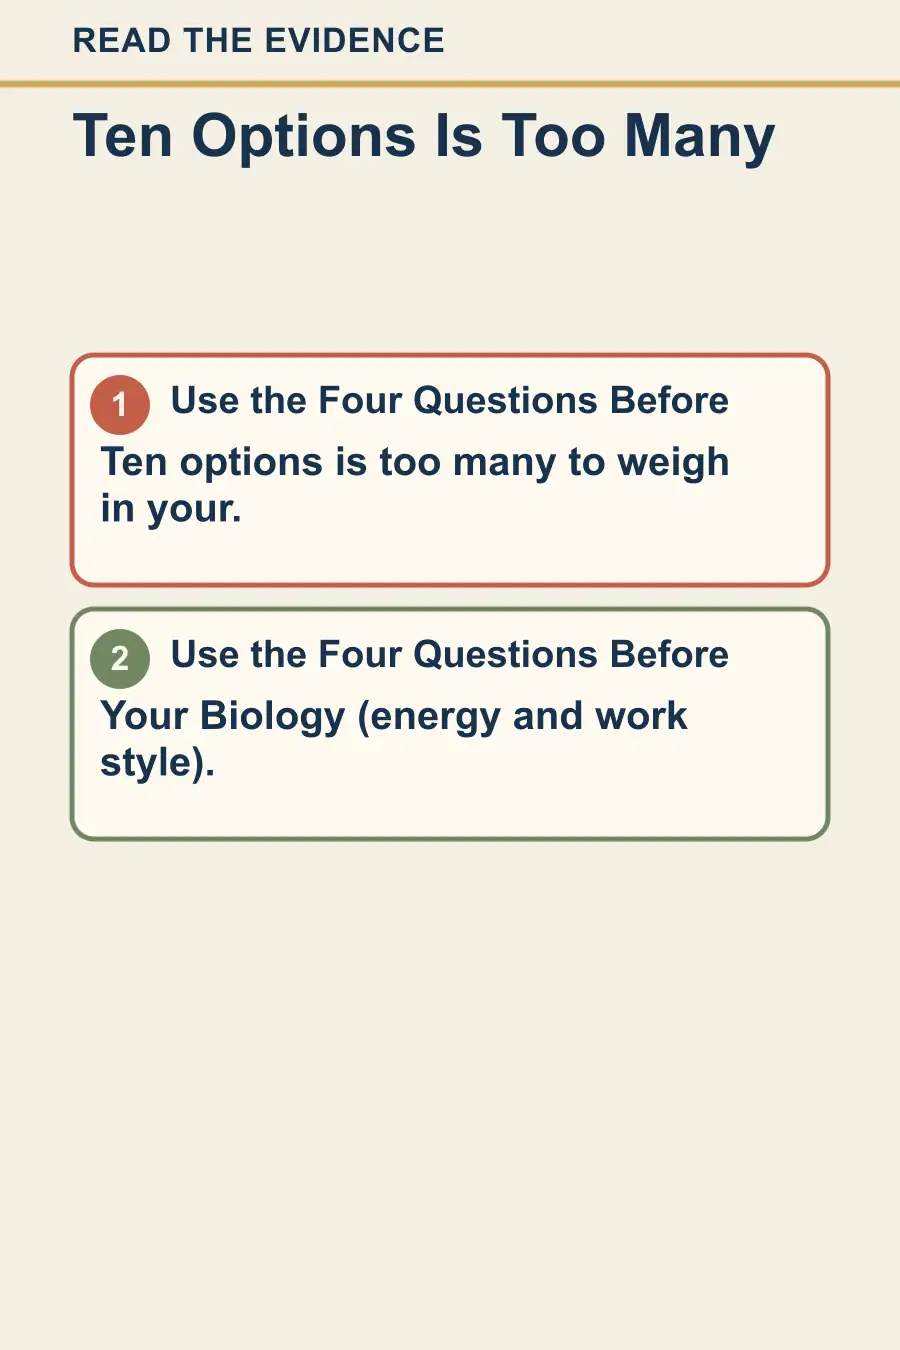 READ THE EVIDENCE
Ten Options Is Too Many
1 Use the Four Questions Before
Ten options is too many to weigh
in your.
2 Use the Four Questions Before
Your Biology (energy and work
style).